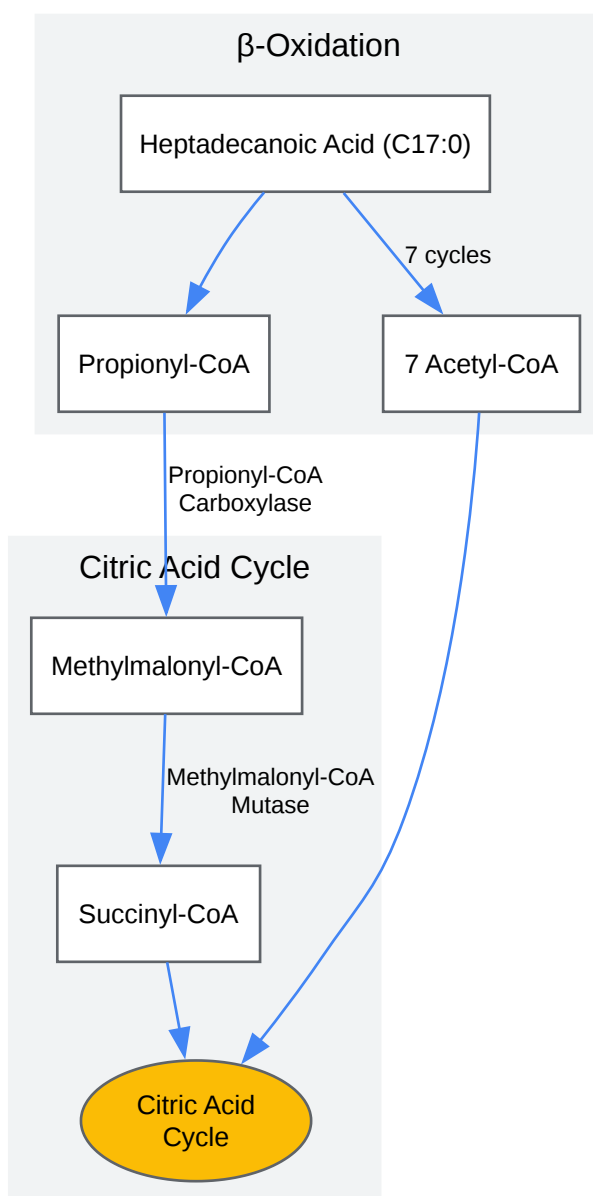 β-Oxidation
Heptadecanoic Acid (C17:0)
7 cycles
Propionyl-CoA
7 Acetyl-CoA
Propionyl-CoA
Carboxylase
Citric Acid Cycle
Methylmalonyl-CoA
Methylmalonyl-CoA
Mutase
Succinyl-CoA
Citric Acid
Cycle